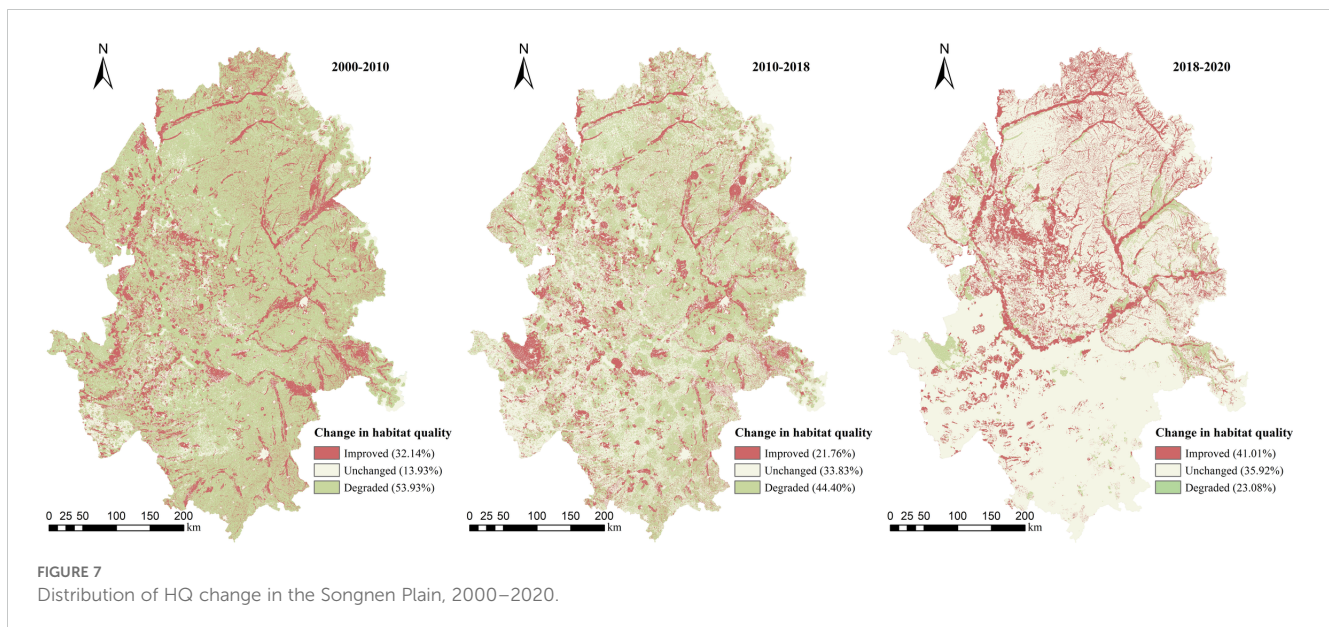 N
2000-2010
Change in habitat quality
Improved (32.14%)
Unchanged (13.93%)
Degraded (53.93%)
0 25 50 100 150 200
km
N
2010-2018
Change in habitat quality
Improved (21.76%)
Unchanged (33.83%)
Degraded (44.40%)
0 25 50 100 150 200
km
N
2018-2020
Change in habitat quality
Improved (41.01%)
Unchanged (35.92%)
Degraded (23.08%)
0 25 50 100 150 200
km
FIGURE 7
Distribution of HQ change in the Songnen Plain, 2000–2020.